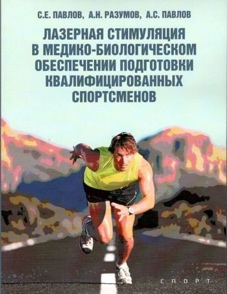 С.Е. ПАВЛОВ, А.Н. РАЗУМОВ, А.С. ПАВЛОВ
ЛАЗЕРНАЯ СТИМУЛЯЦИЯ
В МЕДИКО-БИОЛОГИЧЕСКОМ
ОБЕСПЕЧЕНИИ ПОДГОТОВКИ
КВАЛИФИЦИРОВАННЫХ
СПОРТСМЕНОВ
СПОРТ